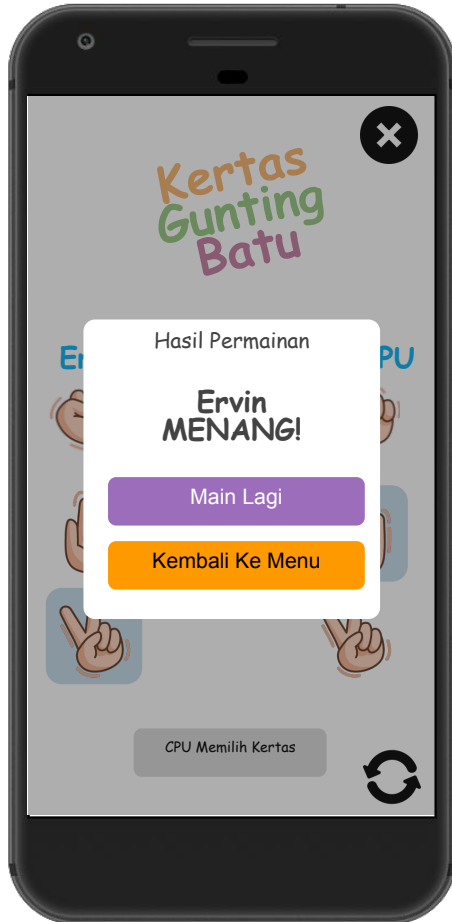 Kertas
Gunting
Batu
Hasil Permainan
Ervin
MENANG!
Main Lagi
Kembali Ke Menu
CPU Memilih Kertas